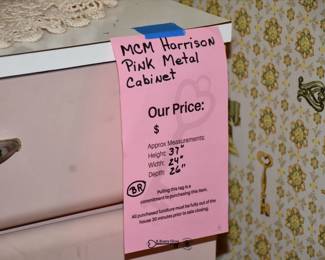 MCM Harrison
Pink Metal
Cabinet
Our Price:
$
Approx Measurements:
Height: 37"
Width: 24"
Depth: 26"
BR
Pulling this tag is a
commitment to purchasing this item.
All purchased furniture must be fully out of the
house 30 minutes prior to sale closing.